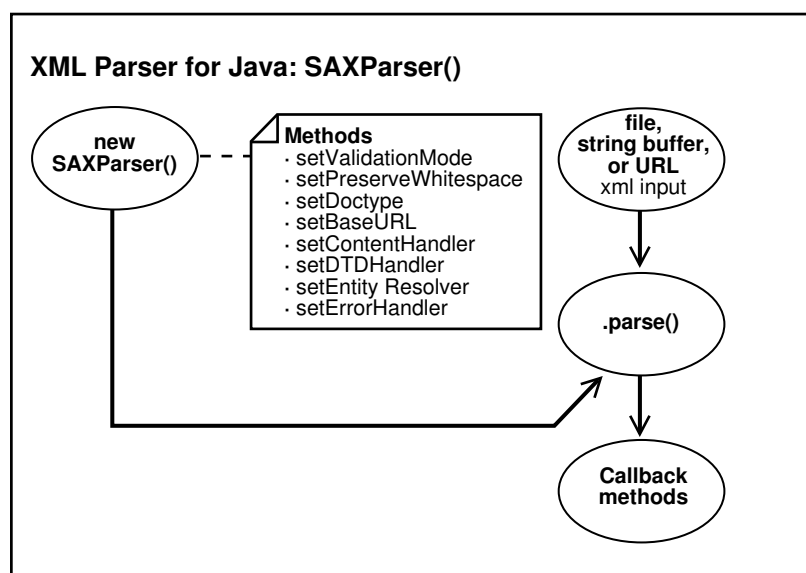 XML Parser for Java: SAXParser()
new
SAXParser()
Methods
· setValidationMode
· setPreserveWhitespace
· setDoctype
· setBaseURL
· setContentHandler
· setDTDHandler
· setEntity Resolver
· setErrorHandler
file,
string buffer,
or URL
xml input
.parse()
Callback
methods